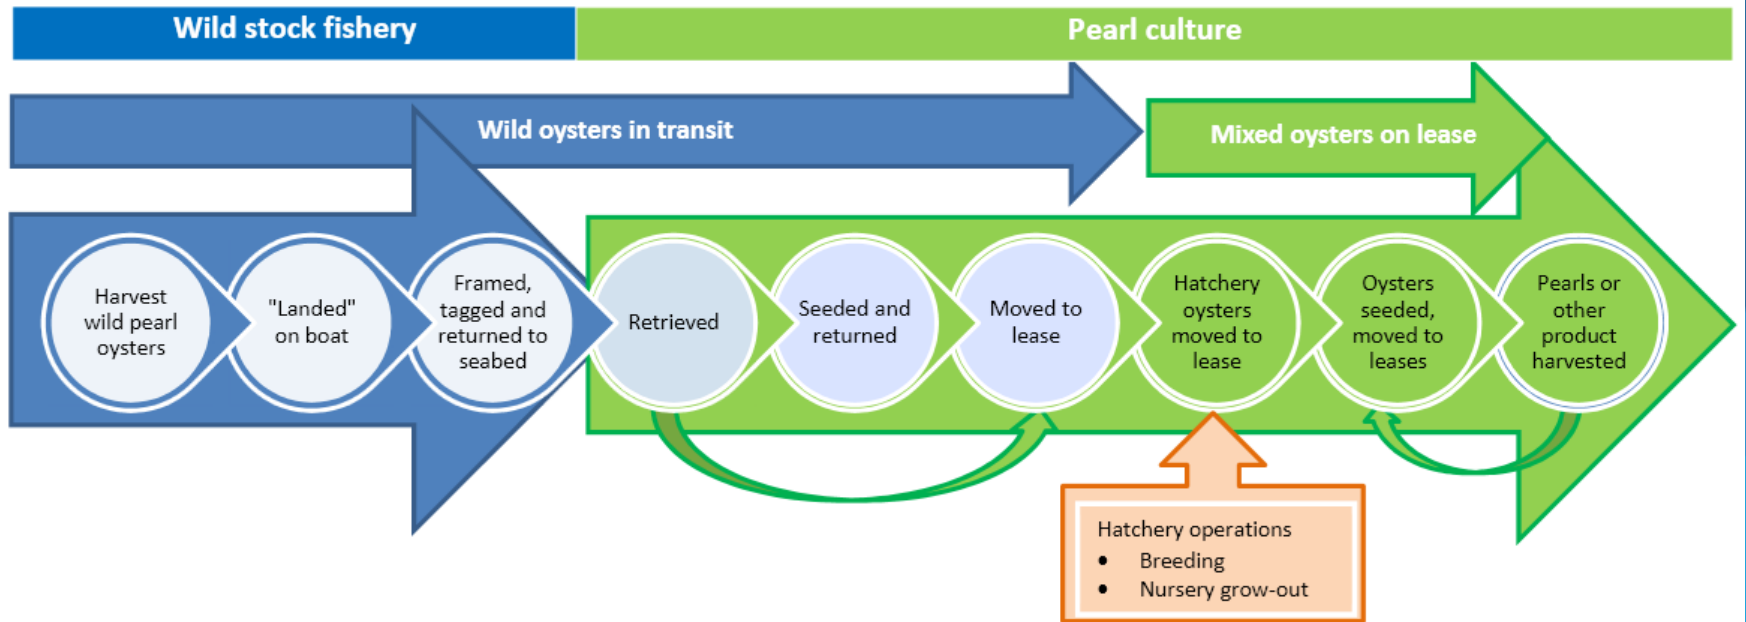 Wild stock fishery
Pearl culture
Wild oysters in transit
Mixed oysters on lease
Harvest
wild pearl
oysters
"Landed"
on boat
Framed,
tagged and
returned to
seabed
Retrieved
Seeded and
returned
Moved to
lease
Hatchery
oysters
moved to
lease
Oysters
seeded,
moved to
leases
Pearls or
other
product
harvested
Hatchery operations
• Breeding
• Nursery grow-out